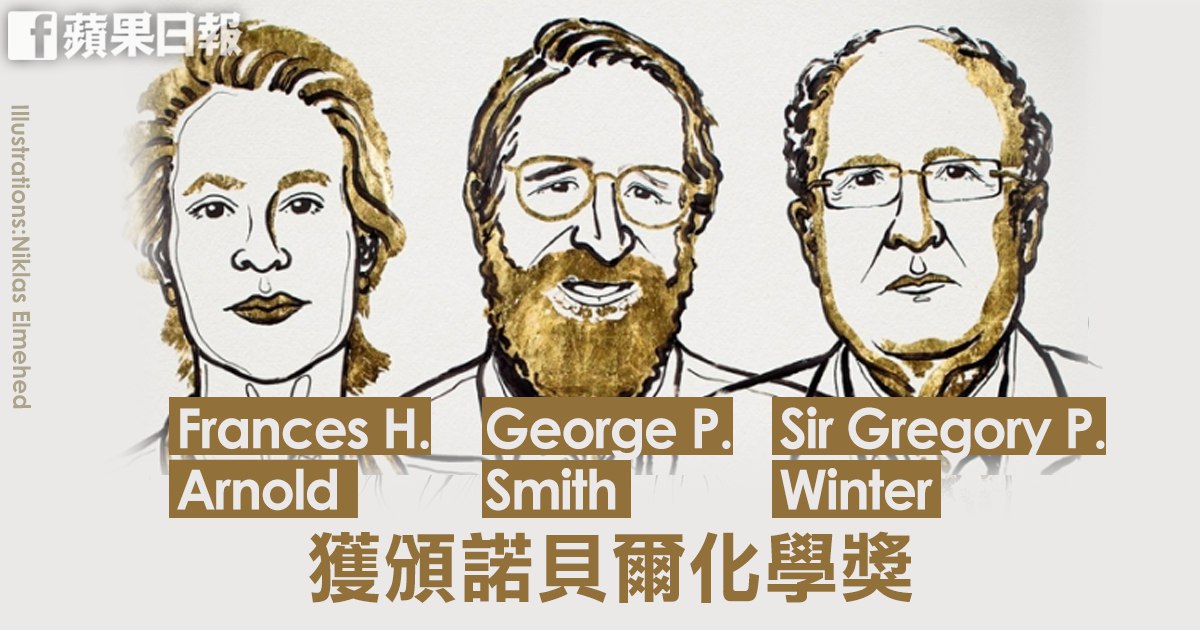 f蘋果日報
Illustrations:Niklas Elmehed
Frances H.
Arnold
George P.
Smith
Sir Gregory P.
Winter
獲頒諾貝爾化學獎